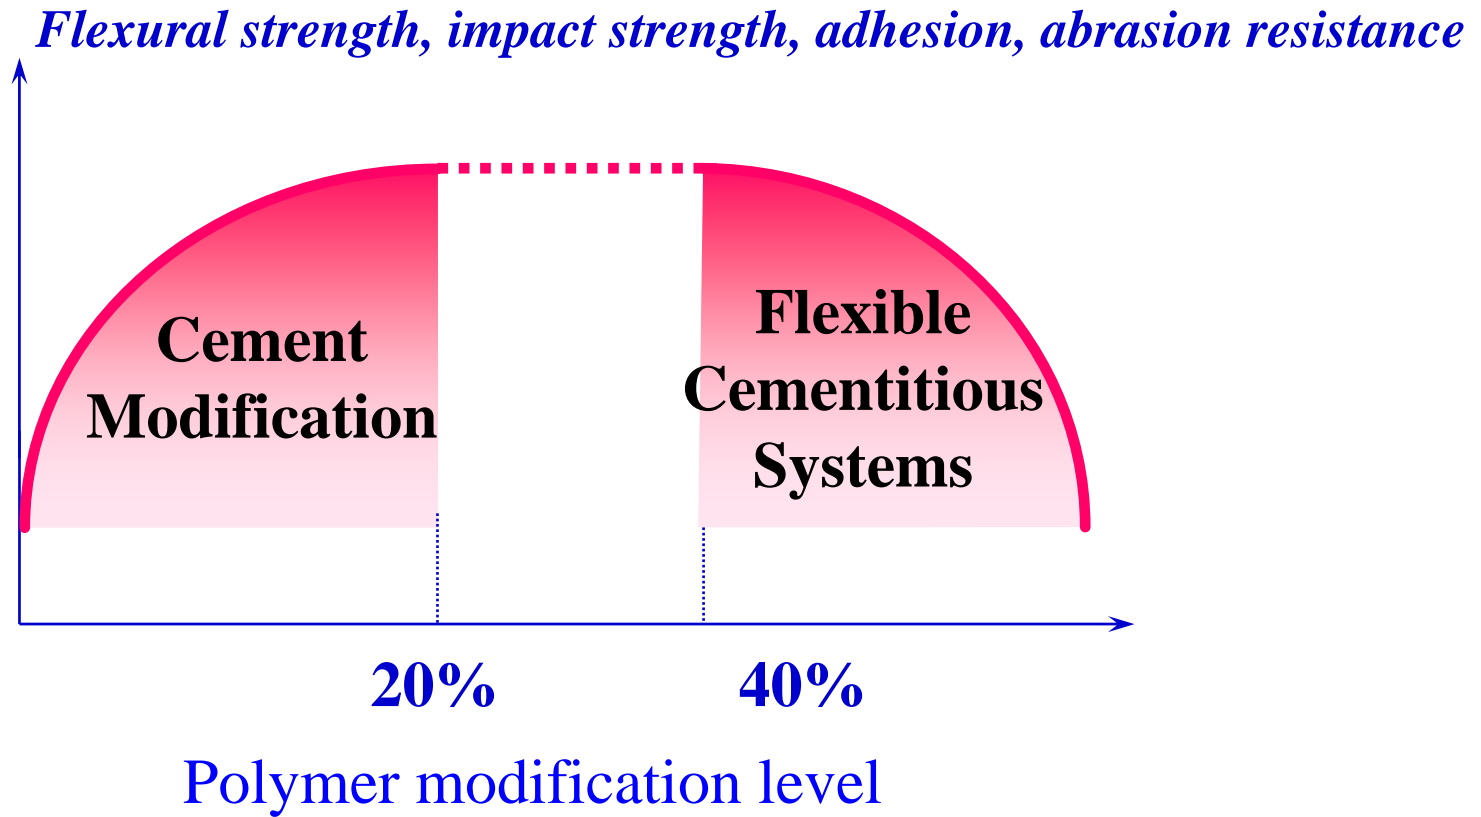 Flexural strength, impact strength, adhesion, abrasion resistance
Cement
Modification
Flexible
Cementitious
Systems
20%
40%
Polymer modification level